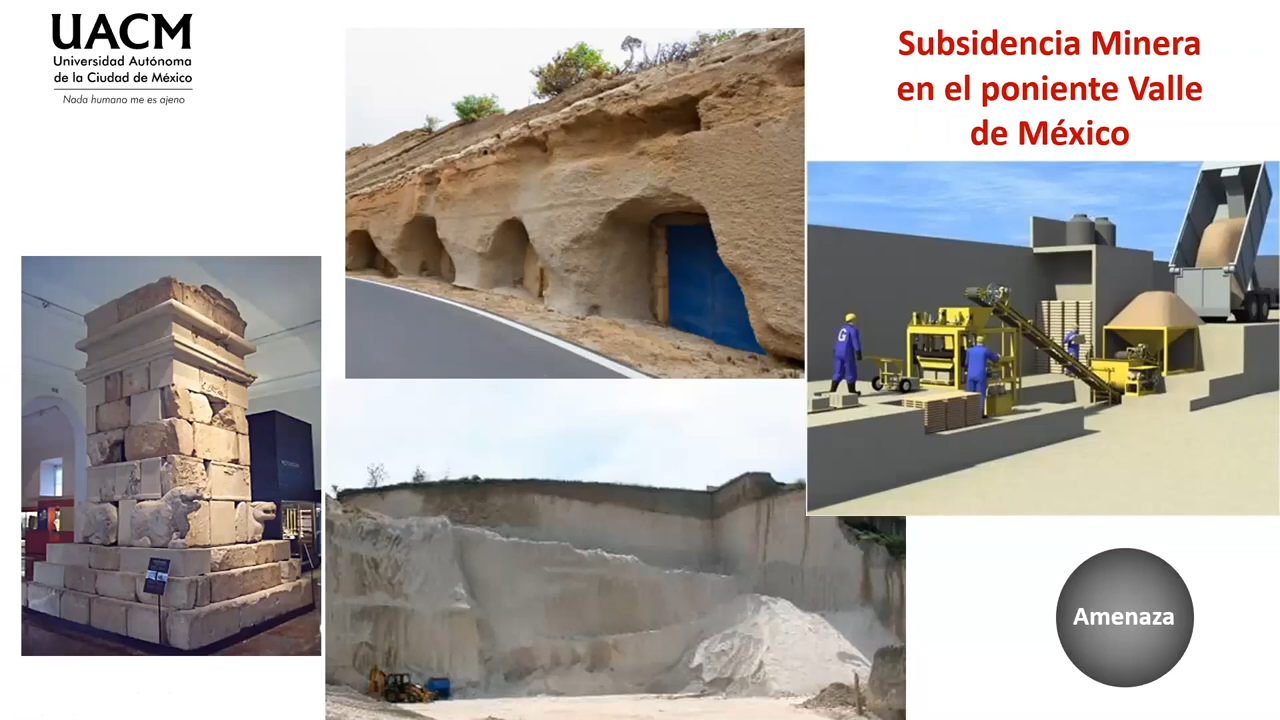 UACM
Universidad Autónoma
de la Ciudad de México
Nada humano me es ajeno
Subsidencia Minera
en el poniente Valle
de México
G
Amenaza